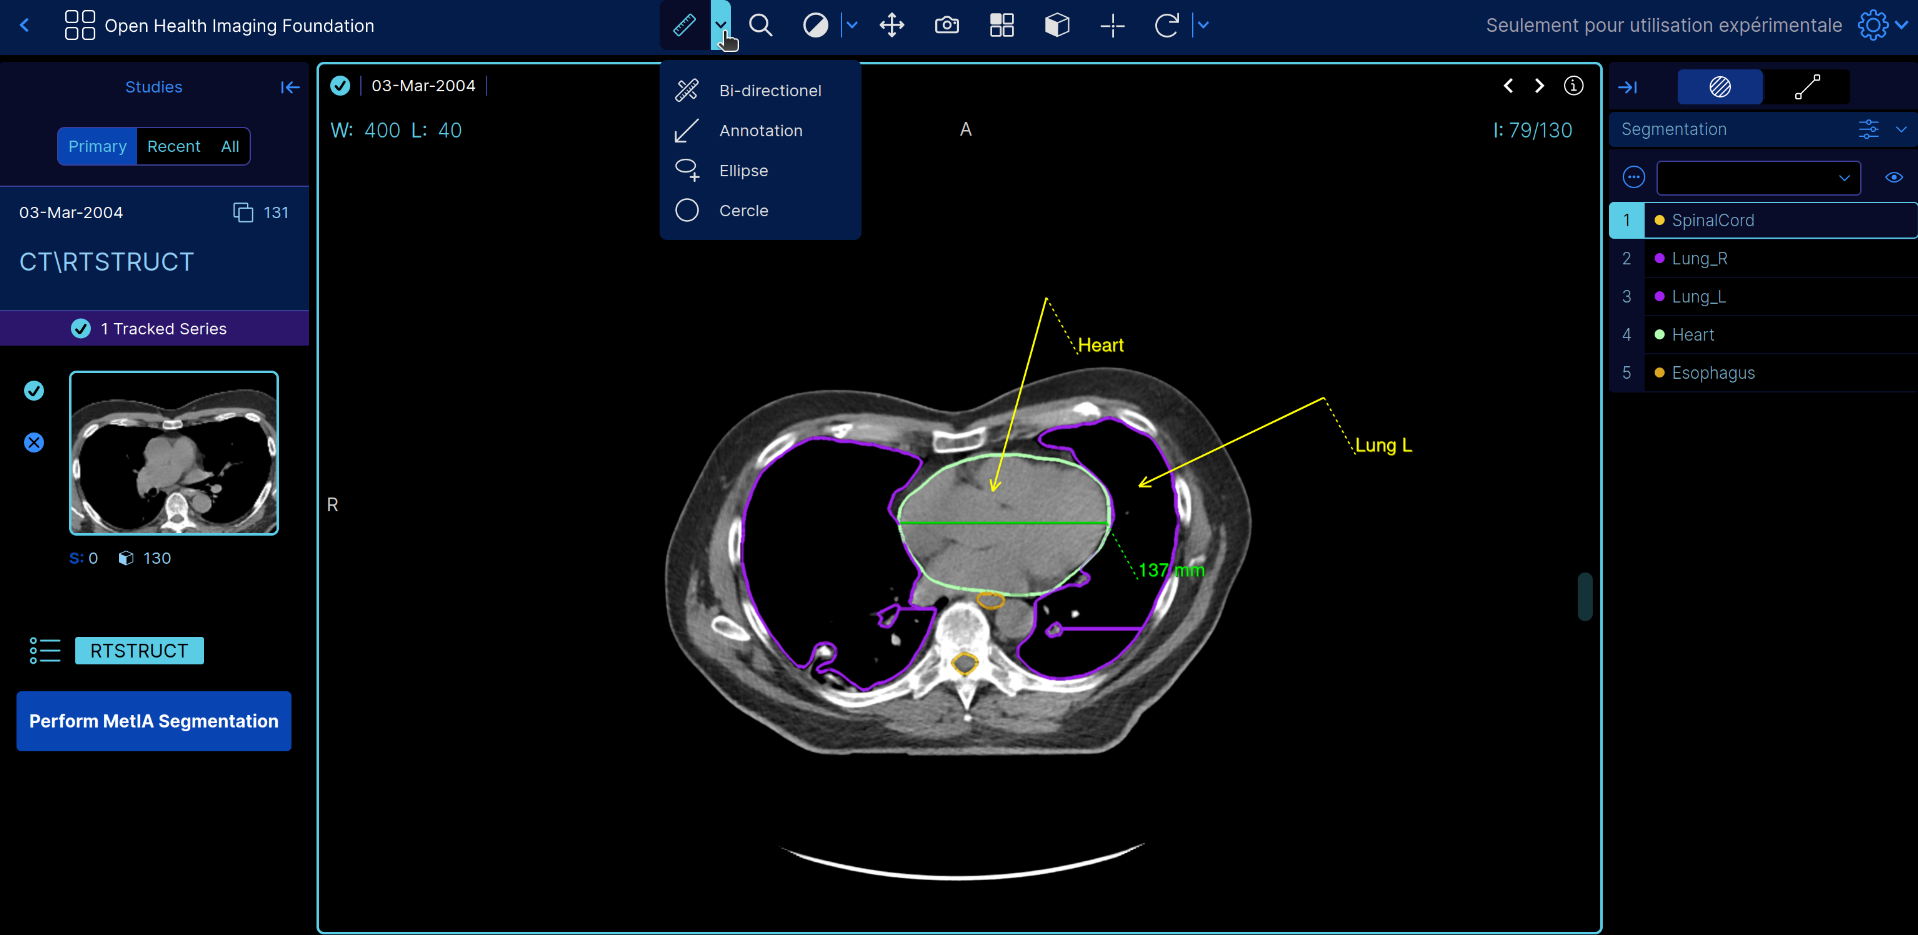 Open Health Imaging Foundation
Seulement pour utilisation expérimentale
Studies
Primary Recent All
03-Mar-2004 131
CT\RTSTRUCT
1 Tracked Series
S: 0 130
RTSTRUCT
Perform MetIA Segmentation
Bi-directionel
Annotation
Ellipse
Cercle
03-Mar-2004
W: 400 L: 40
A
I: 79/130
R
Heart
Lung L
137 mm
Segmentation
1 SpinalCord
2 Lung_R
3 Lung_L
4 Heart
5 Esophagus